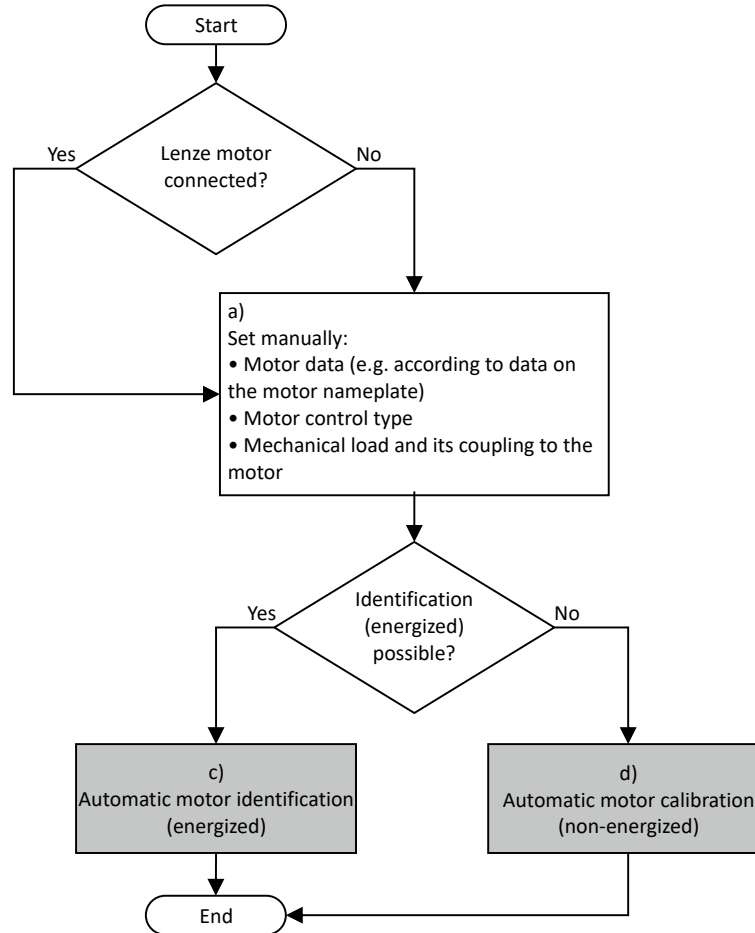 Start
Yes
No
Lenze motor
connected?
a)
Set manually:
• Motor data (e.g. according to data on
the motor nameplate)
• Motor control type
• Mechanical load and its coupling to the
motor
Yes
No
Identification
(energized)
possible?
c)
Automatic motor identification
(energized)
d)
Automatic motor calibration
(non-energized)
End